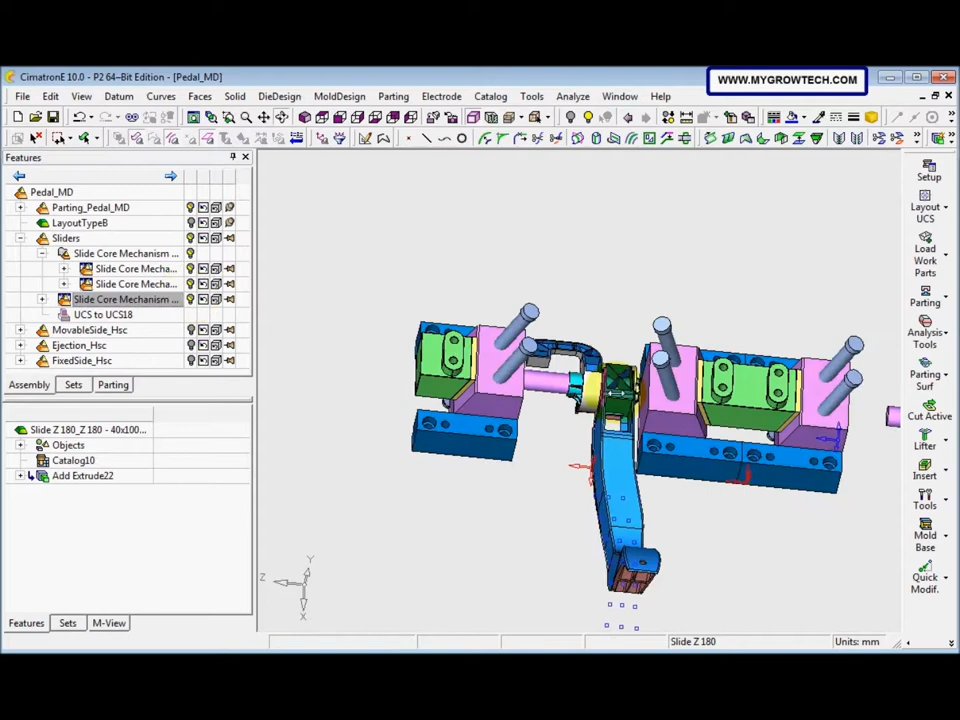 CimatronE 10.0 - P2 64–Bit Edition - [Pedal_MD]
WWW.MYGROWTECH.COM
File Edit View Datum Curves Faces Solid DieDesign MoldDesign Parting Electrode Catalog Tools Analyze Window Help
Features
Pedal_MD
Parting_Pedal_MD
LayoutTypeB
Sliders
Slide Core Mechanism ...
Slide Core Mecha...
Slide Core Mecha...
Slide Core Mechanism ...
UCS to UCS18
MovableSide_Hsc
Ejection_Hsc
FixedSide_Hsc
Assembly Sets Parting
Slide Z 180_Z 180 - 40x100...
Objects
Catalog10
Add Extrude22
Features Sets M-View
Y
Z
X
Setup
Layout UCS
Load Work Parts
Parting
Analysis Tools
Parting Surf
Cut Active
Lifter
Insert
Tools
Mold Base
Quick Modif.
Slide Z 180
Units: mm